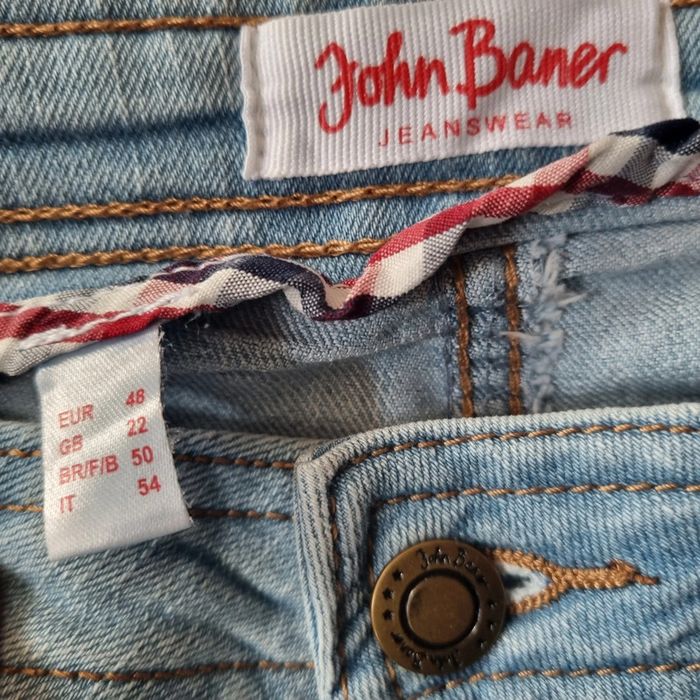 John Baner
JEANSWEAR
EUR 48
GB 22
BR/F/B 50
IT 54
John Baner
John Baner